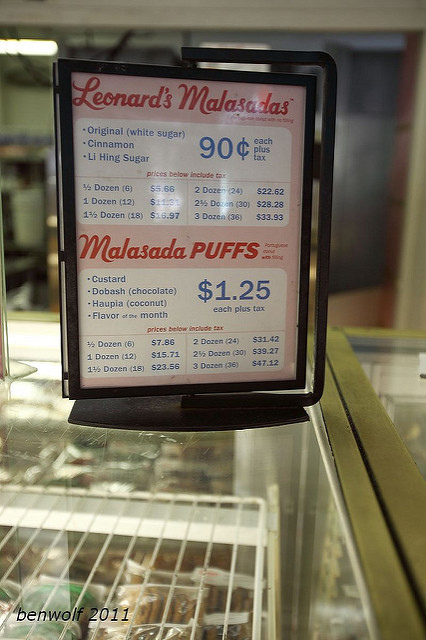 Leonard's Malasadas
• Original (white sugar)
• Cinnamon
• Li Hing Sugar
90¢ each plus tax
prices below include tax
½ Dozen (6) $5.66 2 Dozen (24) $22.62
1 Dozen (12) 2½ Dozen (30) $28.28
1½ Dozen (18) $16.97 3 Dozen (36) $33.93
Malasada PUFFS
• Custard
• Dobash (chocolate)
• Haupia (coconut)
• Flavor of the month
$1.25
each plus tax
prices below include tax
½ Dozen (6) $7.86 2 Dozen (24) $31.42
1 Dozen (12) $15.71 2½ Dozen (30) $39.27
1½ Dozen (18) $23.56 3 Dozen (36) $47.12
benwolf 2011